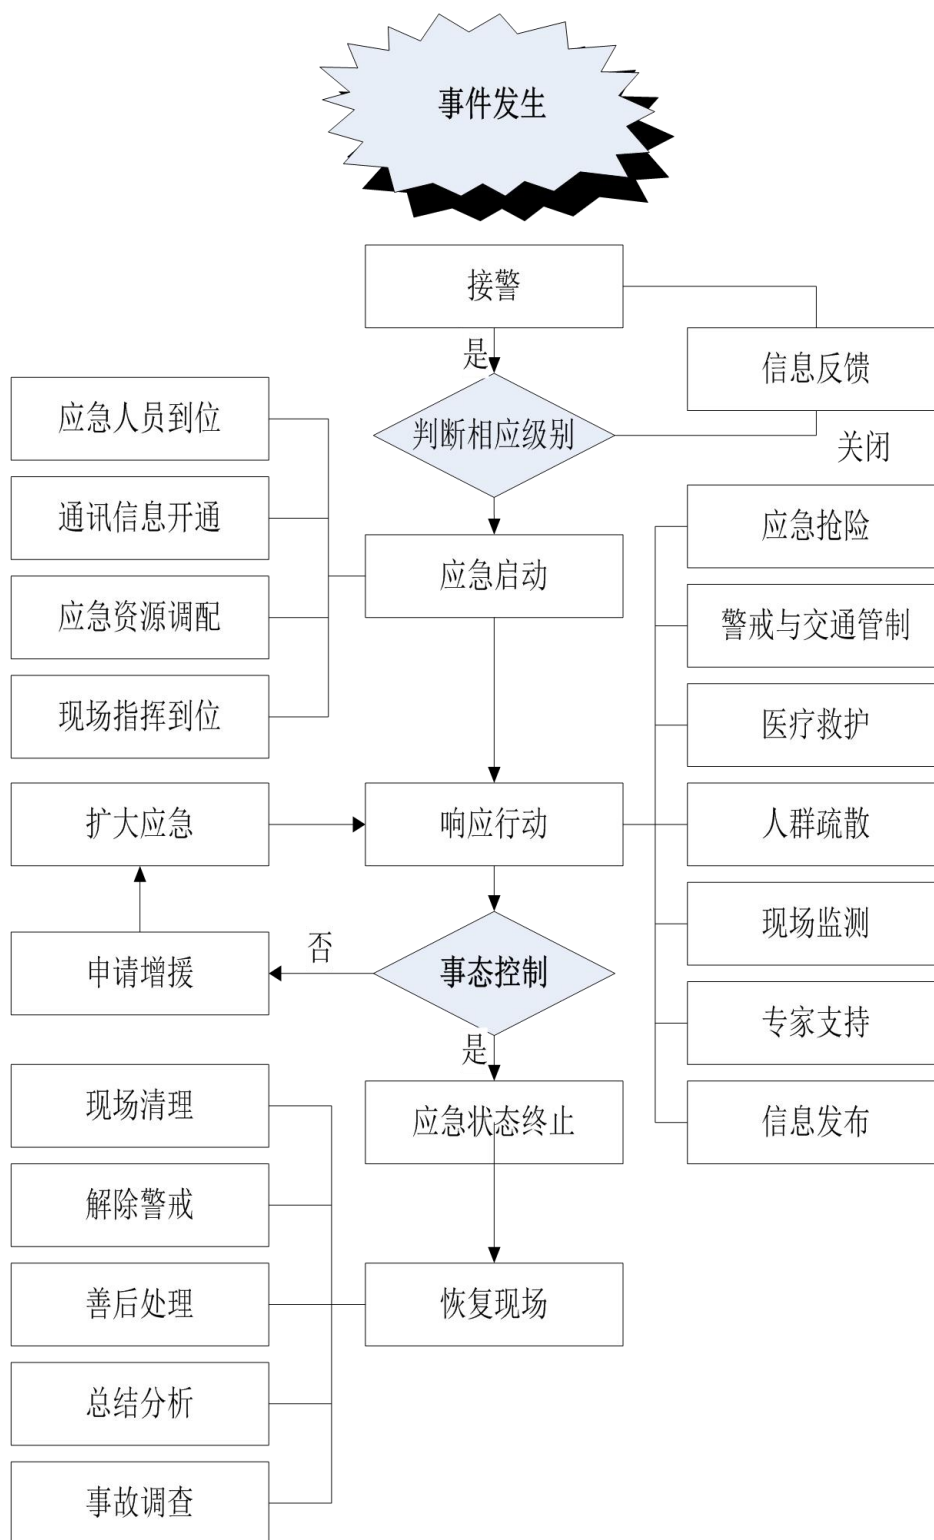 事件发生
接警
是
信息反馈
应急人员到位
判断相应级别
关闭
通讯信息开通
应急抢险
应急启动
应急资源调配
警戒与交通管制
现场指挥到位
医疗救护
扩大应急
响应行动
人群疏散
申请增援
否
事态控制
现场监测
是
专家支持
现场清理
应急状态终止
信息发布
解除警戒
善后处理
恢复现场
总结分析
事故调查